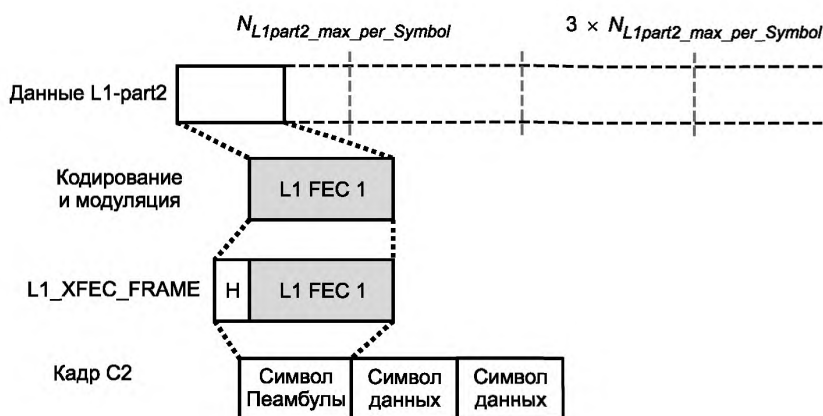 N_L1part2_max_per_Symbol
3 × N_L1part2_max_per_Symbol
Данные L1-part2
Кодирование
и модуляция
L1 FEC 1
L1_XFEC_FRAME
H
L1 FEC 1
Кадр C2
Символ
Пеамбулы
Символ
данных
Символ
данных